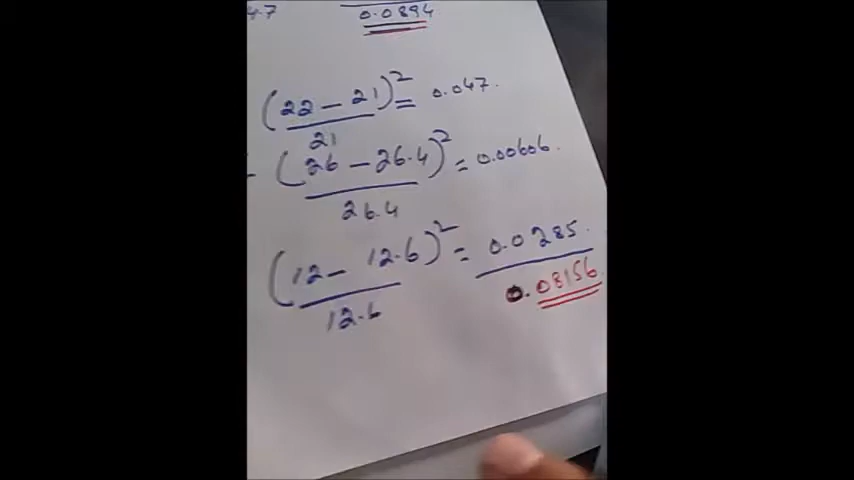 4.7 0.0894
(22 - 21)² = 0.047.
21
- (26 - 26.4)² = 0.00606.
26.4
(12 - 12.6)² = 0.0285.
12.6 0.08156